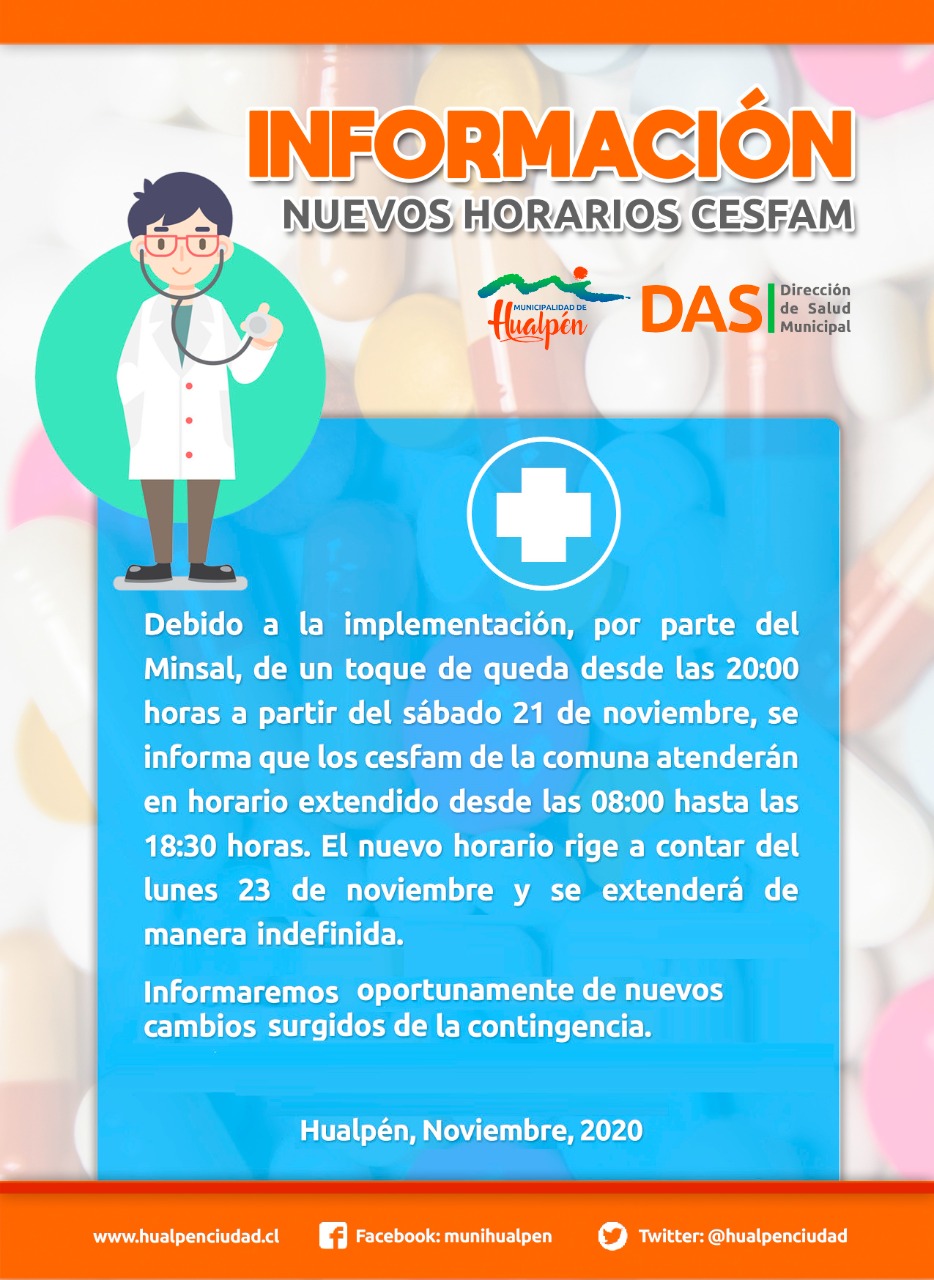 INFORMACIÓN
NUEVOS HORARIOS CESFAM
MUNICIPALIDAD DE
Hualpén
DAS
Dirección
de Salud
Municipal
Debido a la implementación, por parte del
Minsal, de un toque de queda desde las 20:00
horas a partir del sábado 21 de noviembre, se
informa que los cesfam de la comuna atenderán
en horario extendido desde las 08:00 hasta las
18:30 horas. El nuevo horario rige a contar del
lunes 23 de noviembre y se extenderá de
manera indefinida.
Informaremos oportunamente de nuevos
cambios surgidos de la contingencia.
Hualpén, Noviembre, 2020
www.hualpenciudad.cl
Facebook: munihualpen
Twitter: @hualpenciudad